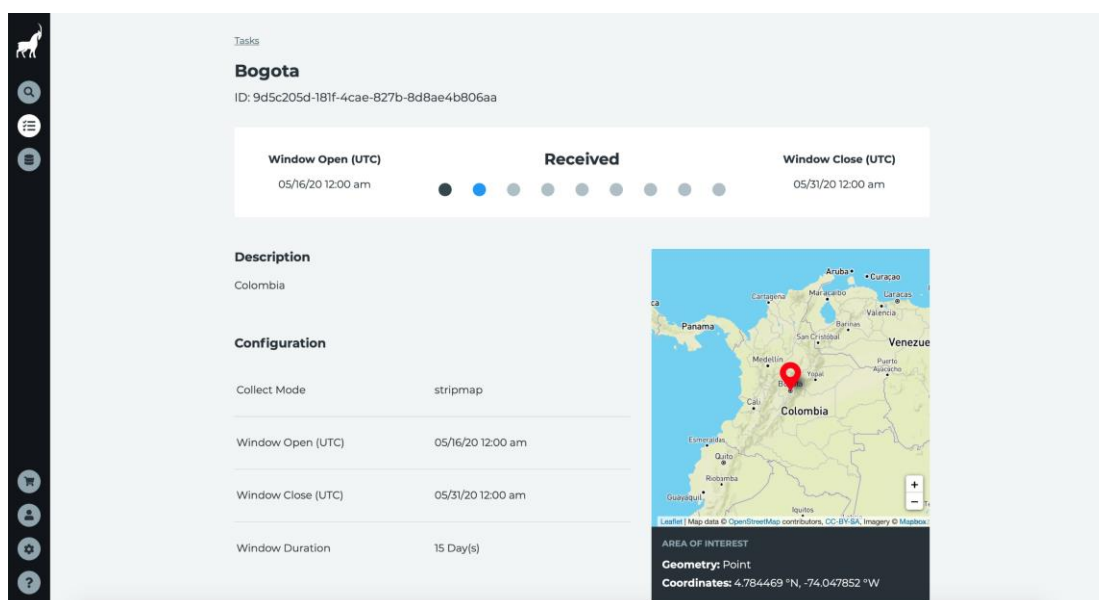 Tasks
Bogota
ID: 9d5c205d-181f-4cae-827b-8d8ae4b806aa
Window Open (UTC)
05/16/20 12:00 am
Received
Window Close (UTC)
05/31/20 12:00 am
Description
Colombia
Configuration
Collect Mode stripmap
Window Open (UTC) 05/16/20 12:00 am
Window Close (UTC) 05/31/20 12:00 am
Window Duration 15 Day(s)
Aruba
Curaçao
Cartagena
Maracaibo
Caracas
ca
Valencia
Panama
Barinas
San Cristóbal
Venezue
Medellín
Puerto
Ayacucho
Yopal
Cali
Colombia
Esmeraldas
Quito
Riobamba
Guayaquil
Iquitos
+
−
Leaflet | Map data © OpenStreetMap contributors, CC-BY-SA, Imagery © Mapbox
AREA OF INTEREST
Geometry: Point
Coordinates: 4.784469 °N, -74.047852 °W
?